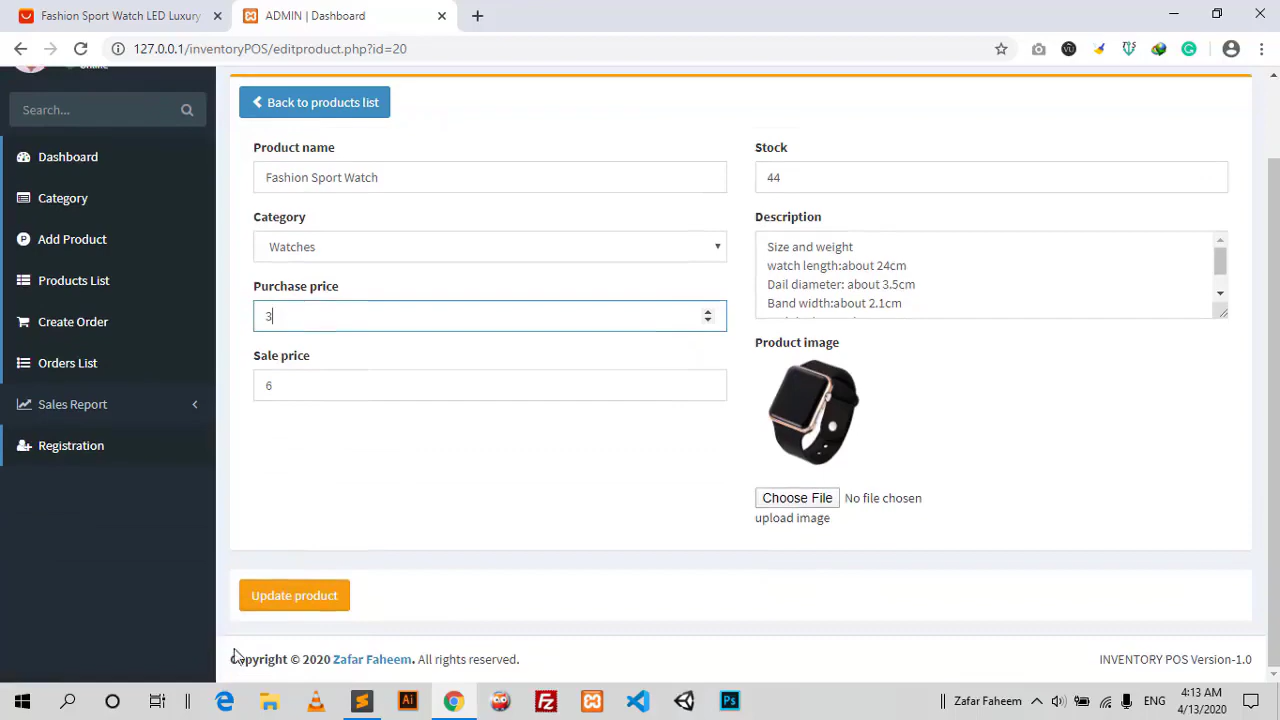 Fashion Sport Watch LED Luxury
ADMIN | Dashboard
127.0.0.1/inventoryPOS/editproduct.php?id=20
Search...
Dashboard
Category
Add Product
Products List
Create Order
Orders List
Sales Report
Registration
Back to products list
Product name
Fashion Sport Watch
Category
Watches
Purchase price
3
Sale price
6
Stock
44
Description
Size and weight
watch length:about 24cm
Dail diameter: about 3.5cm
Band width:about 2.1cm
Product image
Choose File No file chosen
upload image
Update product
Copyright © 2020 Zafar Faheem. All rights reserved.
INVENTORY POS Version-1.0
Zafar Faheem
ENG
4:13 AM
4/13/2020